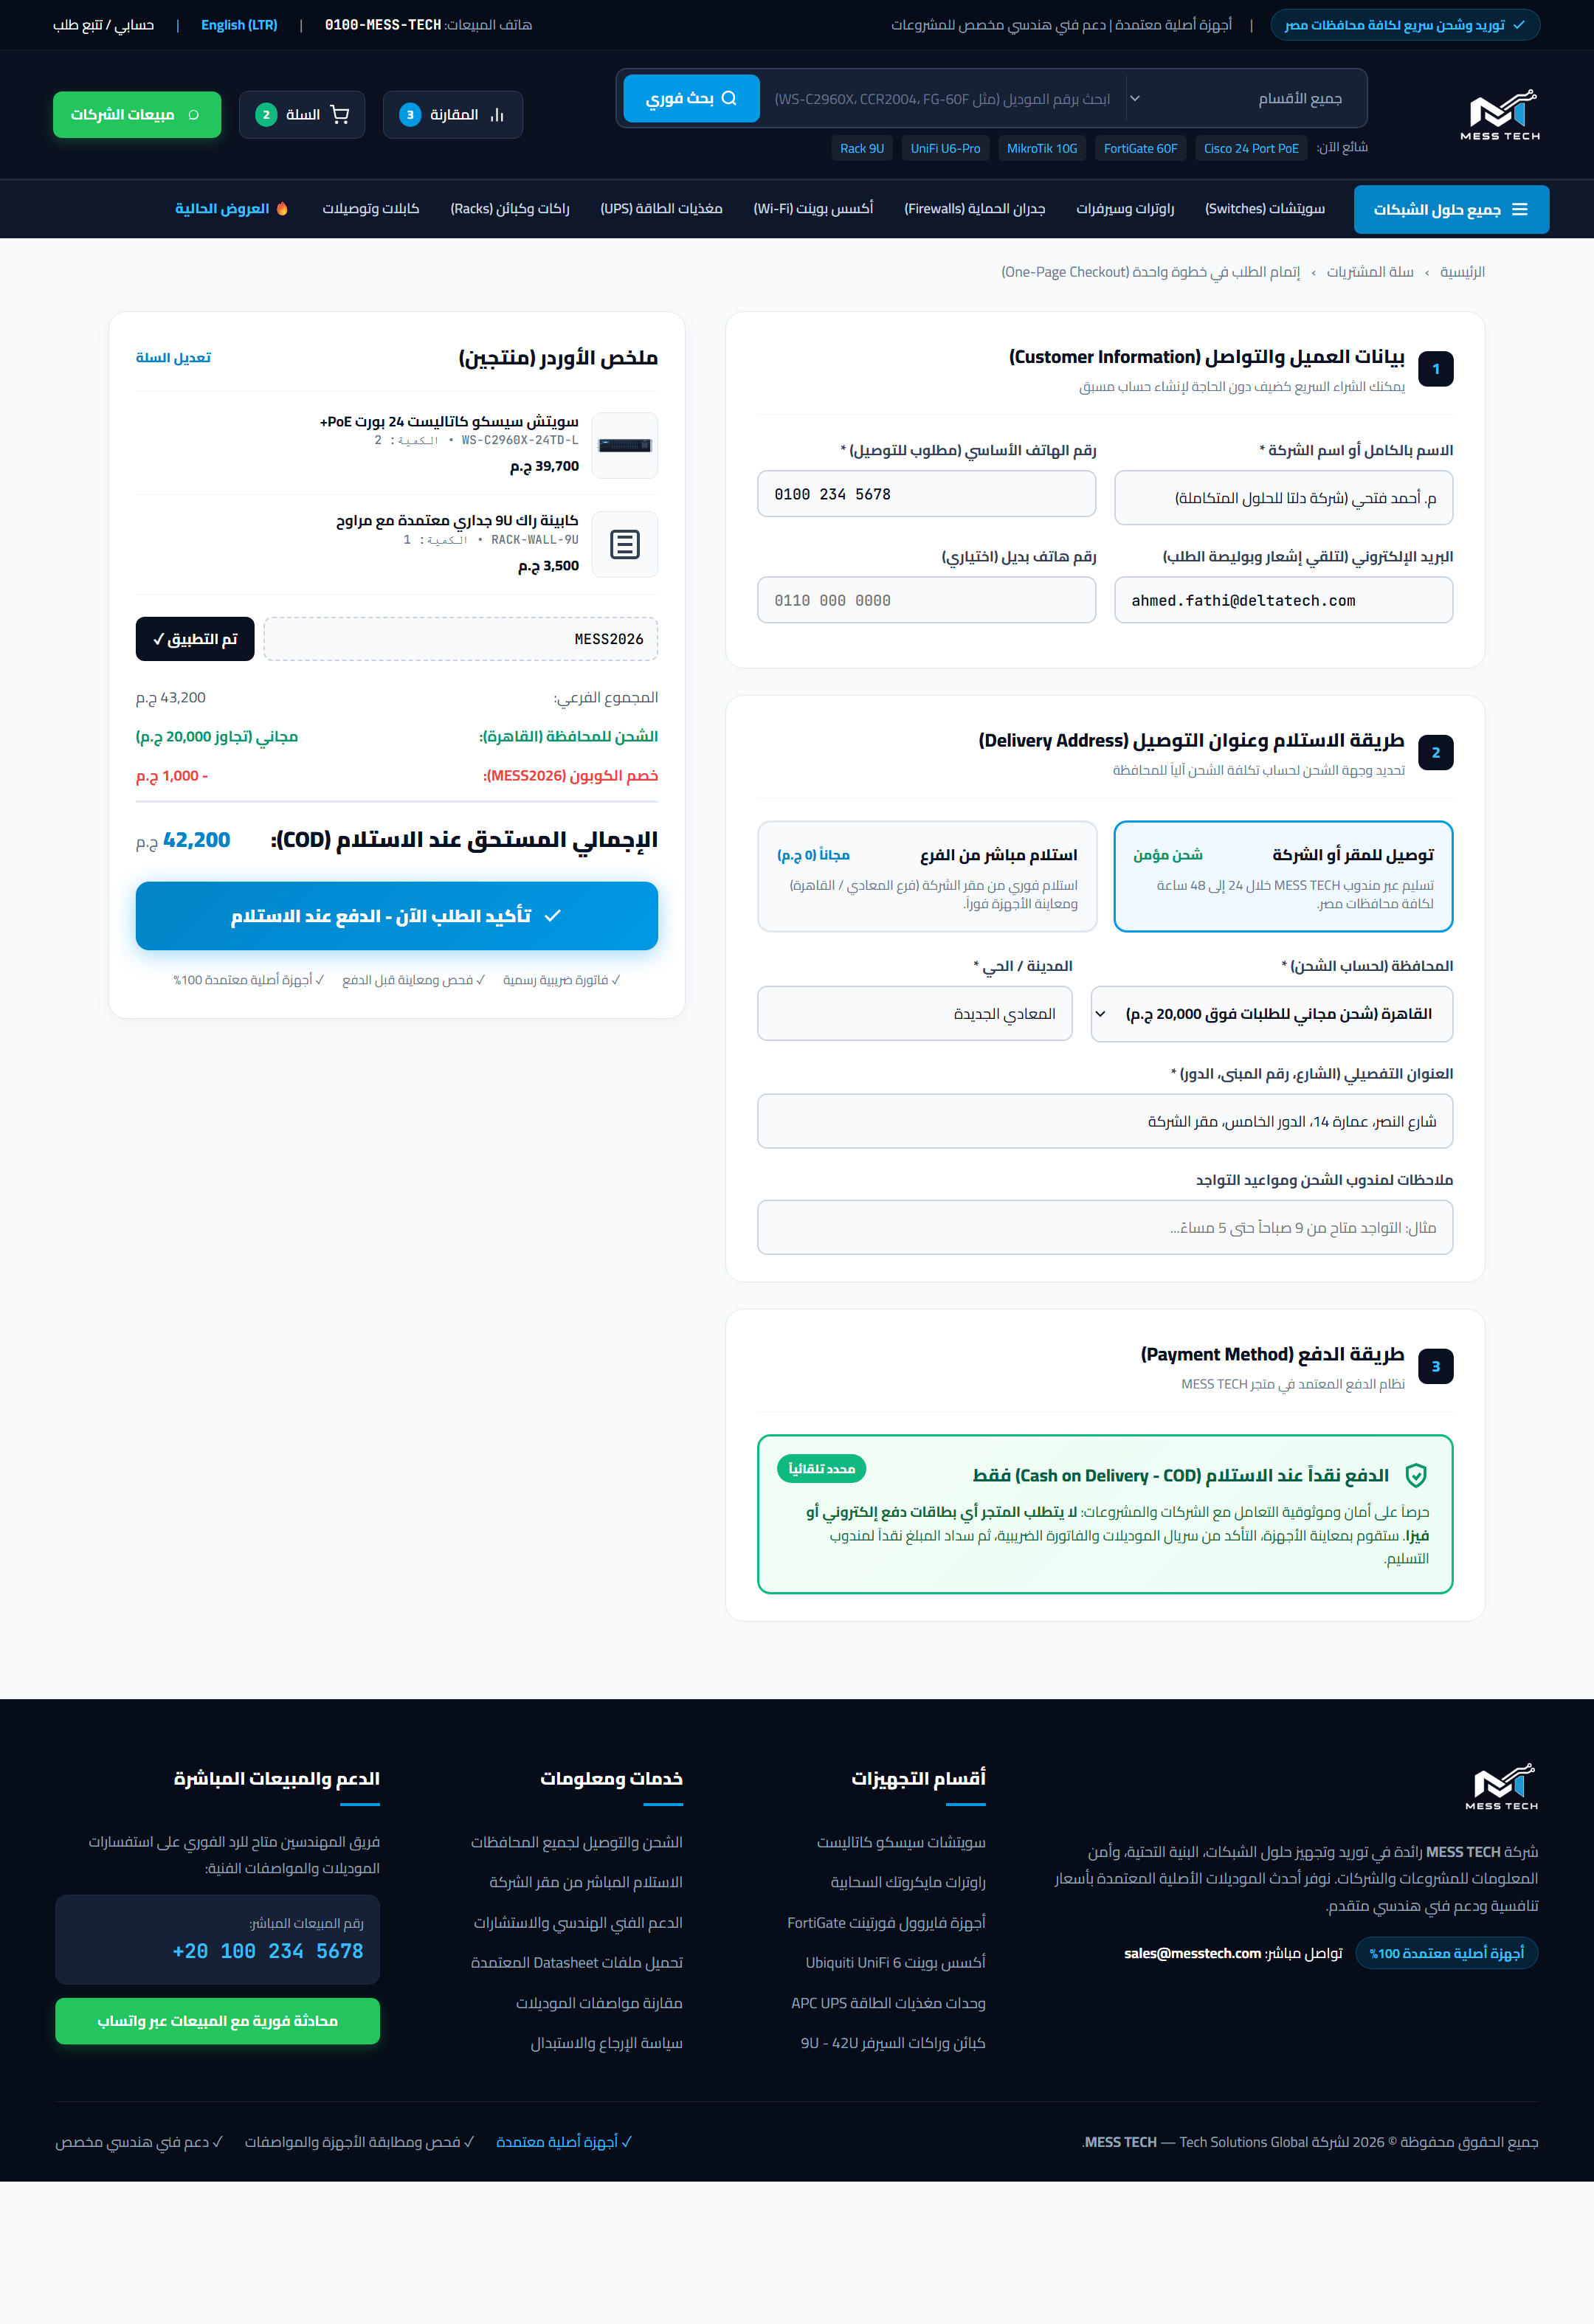 توريد وشحن سريع لكافة محافظات مصر
|
أجهزة أصلية معتمدة | دعم فني هندسي مخصص للمشروعات
هاتف المبيعات: 0100-MESS-TECH
|
English (LTR)
|
حسابي / تتبع طلب
MESS TECH
جميع الأقسام
ابحث برقم الموديل (مثل WS-C2960X، CCR2004، FG-60F)
بحث فوري
المقارنة 3
السلة 2
مبيعات الشركات
شائع الآن:
Cisco 24 Port PoE
FortiGate 60F
MikroTik 10G
UniFi U6-Pro
Rack 9U
جميع حلول الشبكات
سويتشات (Switches)
راوترات وسيرفرات
جدران الحماية (Firewalls)
أكسس بوينت (Wi-Fi)
مغذيات الطاقة (UPS)
راكات وكبائن (Racks)
كابلات وتوصيلات
🔥 العروض الحالية
الرئيسية › سلة المشتريات › إتمام الطلب في خطوة واحدة (One-Page Checkout)
1
بيانات العميل والتواصل (Customer Information)
يمكنك الشراء السريع كضيف دون الحاجة لإنشاء حساب مسبق
الاسم بالكامل أو اسم الشركة *
م. أحمد فتحي (شركة دلتا للحلول المتكاملة)
رقم الهاتف الأساسي (مطلوب للتوصيل) *
0100 234 5678
البريد الإلكتروني (لتلقي إشعار وبوليصة الطلب)
ahmed.fathi@deltatech.com
رقم هاتف بديل (اختياري)
0110 000 0000
2
طريقة الاستلام وعنوان التوصيل (Delivery Address)
تحديد وجهة الشحن لحساب تكلفة الشحن آلياً للمحافظة
توصيل للمقر أو الشركة
شحن مؤمن
تسليم عبر مندوب MESS TECH خلال 24 إلى 48 ساعة
لكافة محافظات مصر.
استلام مباشر من الفرع
مجاناً (0 ج.م)
استلام فوري من مقر الشركة (فرع المعادي / القاهرة)
ومعاينة الأجهزة فوراً.
المحافظة (لحساب الشحن) *
القاهرة (شحن مجاني للطلبات فوق 20,000 ج.م)
المدينة / الحي *
المعادي الجديدة
العنوان التفصيلي (الشارع، رقم المبنى، الدور) *
شارع النصر، عمارة 14، الدور الخامس، مقر الشركة
ملاحظات لمندوب الشحن ومواعيد التواجد
مثال: التواجد متاح من 9 صباحاً حتى 5 مساءً...
3
طريقة الدفع (Payment Method)
نظام الدفع المعتمد في متجر MESS TECH
الدفع نقداً عند الاستلام (Cash on Delivery - COD) فقط
محدد تلقائياً
حرصاً على أمان وموثوقية التعامل مع الشركات والمشروعات: لا يتطلب المتجر أي بطاقات دفع إلكتروني أو
فيزا. ستقوم بمعاينة الأجهزة، التأكد من سريال الموديلات والفاتورة الضريبية، ثم سداد المبلغ نقداً لمندوب
التسليم.
ملخص الأوردر (منتجين)
تعديل السلة
سويتش سيسكو كاتاليست 24 بورت PoE+
WS-C2960X-24TD-L • الكمية: 2
39,700 ج.م
كابينة راك 9U جداري معتمدة مع مراوح
RACK-WALL-9U • الكمية: 1
3,500 ج.م
MESS2026
تم التطبيق ✓
المجموع الفرعي:
43,200 ج.م
الشحن للمحافظة (القاهرة):
مجاني (تجاوز 20,000 ج.م)
خصم الكوبون (MESS2026):
- 1,000 ج.م
الإجمالي المستحق عند الاستلام (COD):
42,200 ج.م
تأكيد الطلب الآن - الدفع عند الاستلام
✓ فاتورة ضريبية رسمية
✓ فحص ومعاينة قبل الدفع
✓ أجهزة أصلية معتمدة 100%
MESS TECH
شركة MESS TECH رائدة في توريد وتجهيز حلول الشبكات، البنية التحتية، وأمن
المعلومات للمشروعات والشركات. نوفر أحدث الموديلات الأصلية المعتمدة بأسعار
تنافسية ودعم فني هندسي متقدم.
أجهزة أصلية معتمدة 100%
تواصل مباشر: sales@messtech.com
أقسام التجهيزات
سويتشات سيسكو كاتاليست
راوترات مايكروتك السحابية
أجهزة فايروول فورتينت FortiGate
أكسس بوينت Ubiquiti UniFi 6
وحدات مغذيات الطاقة APC UPS
كبائن وراكات السيرفر 9U - 42U
خدمات ومعلومات
الشحن والتوصيل لجميع المحافظات
الاستلام المباشر من مقر الشركة
الدعم الفني الهندسي والاستشارات
تحميل ملفات Datasheet المعتمدة
مقارنة مواصفات الموديلات
سياسة الإرجاع والاستبدال
الدعم والمبيعات المباشرة
فريق المهندسين متاح للرد الفوري على استفسارات
الموديلات والمواصفات الفنية:
رقم المبيعات المباشر:
+20 100 234 5678
محادثة فورية مع المبيعات عبر واتساب
جميع الحقوق محفوظة © 2026 لشركة MESS TECH — Tech Solutions Global.
✓ أجهزة أصلية معتمدة
✓ فحص ومطابقة الأجهزة والمواصفات
✓ دعم فني هندسي مخصص